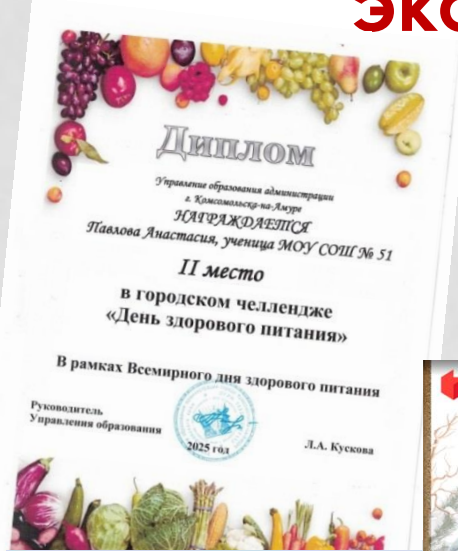 ЭКО
Диплом
Управление образования администрации
г. Комсомольска-на-Амуре
НАГРАЖДАЕТСЯ
Павлова Анастасия, ученица МОУ СОШ № 51
II место
в городском челлендже
«День здорового питания»
В рамках Всемирного дня здорового питания
Руководитель
Управления образования
2025 год
Л.А. Кускова